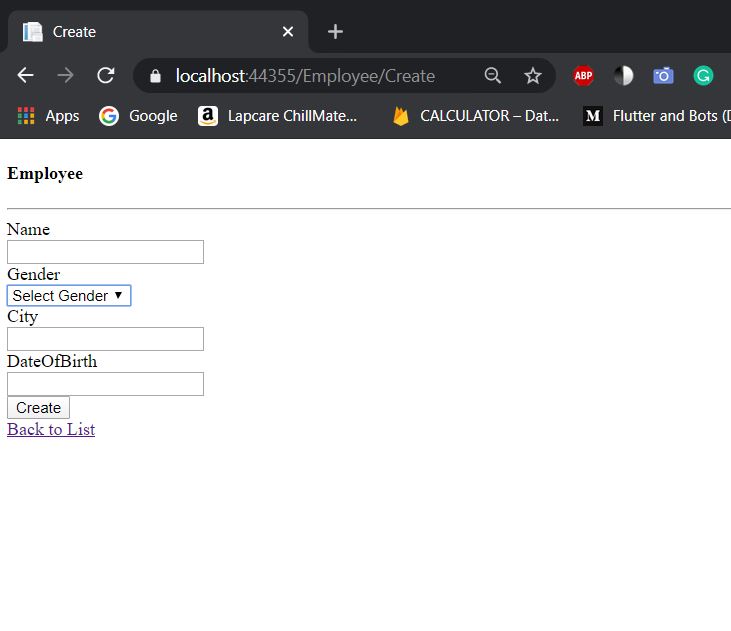 Create
localhost:44355/Employee/Create
ABP
Apps Google Lapcare ChillMate... CALCULATOR – Dat... Flutter and Bots (D
Employee
Name
Gender
Select Gender
City
DateOfBirth
Create
Back to List